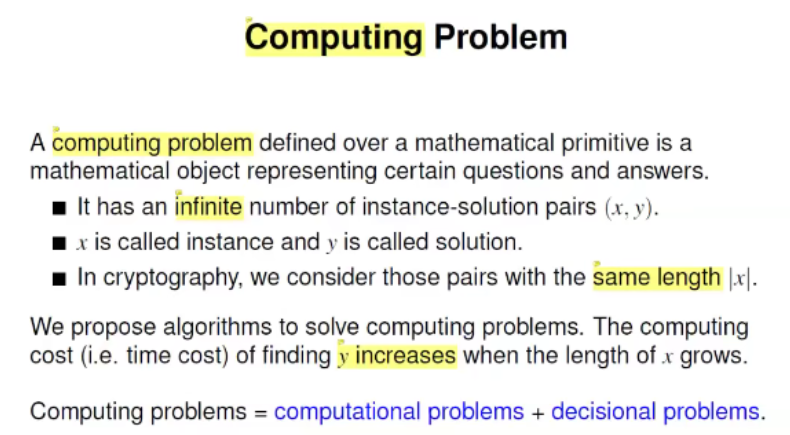 Computing Problem
A computing problem defined over a mathematical primitive is a
mathematical object representing certain questions and answers.
■ It has an infinite number of instance-solution pairs (x, y).
■ x is called instance and y is called solution.
■ In cryptography, we consider those pairs with the same length |x|.
We propose algorithms to solve computing problems. The computing
cost (i.e. time cost) of finding y increases when the length of x grows.
Computing problems = computational problems + decisional problems.